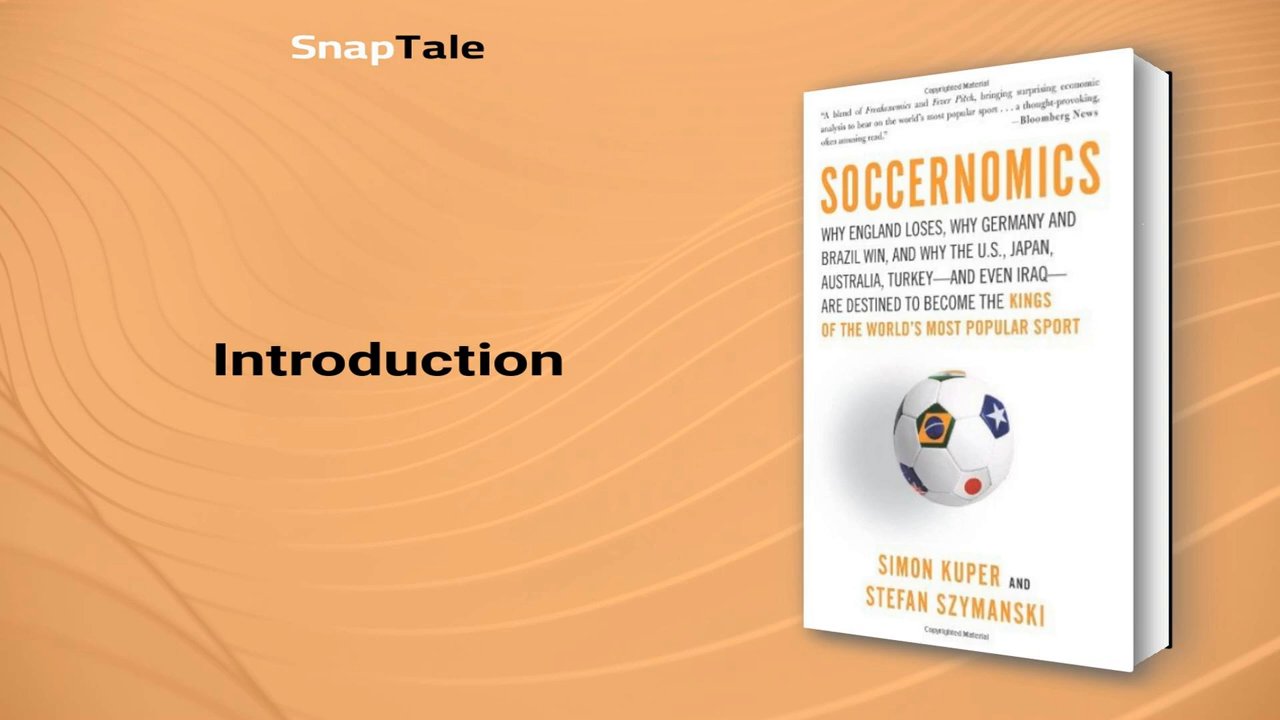 SnapTale
Introduction
Copyrighted Material
"A blend of Freakonomics and Fever Pitch, bringing surprising economic
analysis to bear on the world's most popular sport . . . a thought-provoking,
often amusing read."
—Bloomberg News
SOCCERNOMICS
WHY ENGLAND LOSES, WHY GERMANY AND
BRAZIL WIN, AND WHY THE U.S., JAPAN,
AUSTRALIA, TURKEY—AND EVEN IRAQ—
ARE DESTINED TO BECOME THE KINGS
OF THE WORLD'S MOST POPULAR SPORT
SIMON KUPER AND
STEFAN SZYMANSKI
Copyrighted Material